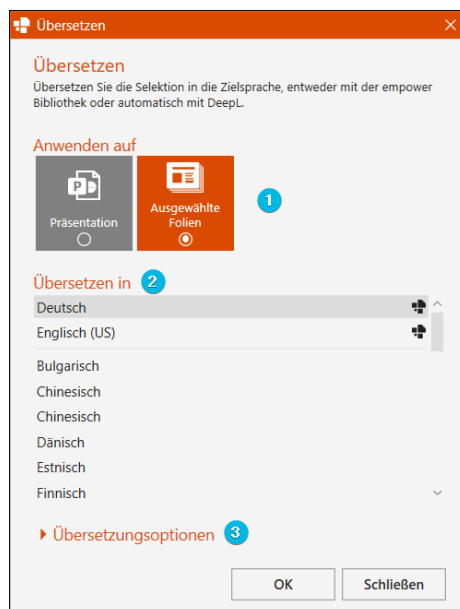 Übersetzen
Übersetzen
Übersetzen Sie die Selektion in die Zielsprache, entweder mit der empower
Bibliothek oder automatisch mit DeepL.
Anwenden auf
Präsentation
Ausgewählte
Folien
1
Übersetzen in 2
Deutsch
Englisch (US)
Bulgarisch
Chinesisch
Chinesisch
Dänisch
Estnisch
Finnisch
Übersetzungsoptionen 3
OK Schließen